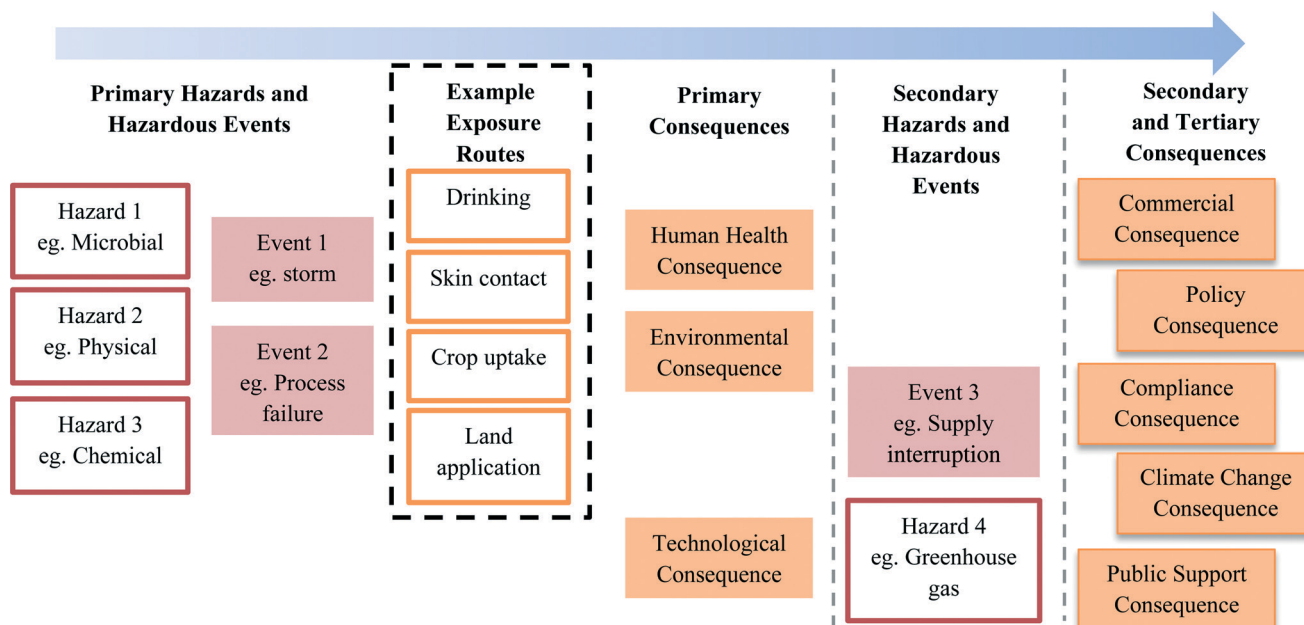 Primary Hazards and
Hazardous Events
Hazard 1
eg. Microbial
Hazard 2
eg. Physical
Hazard 3
eg. Chemical
Event 1
eg. storm
Event 2
eg. Process
failure
Example
Exposure
Routes
Drinking
Skin contact
Crop uptake
Land
application
Primary
Consequences
Human Health
Consequence
Environmental
Consequence
Technological
Consequence
Secondary
Hazards and
Hazardous
Events
Event 3
eg. Supply
interruption
Hazard 4
eg. Greenhouse
gas
Secondary
and Tertiary
Consequences
Commercial
Consequence
Policy
Consequence
Compliance
Consequence
Climate Change
Consequence
Public Support
Consequence